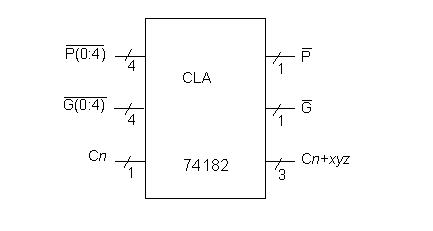 P(0:4) 4 1 P
CLA
G(0:4) 4 1 G
Cn 1 74182 3 Cn+xyz